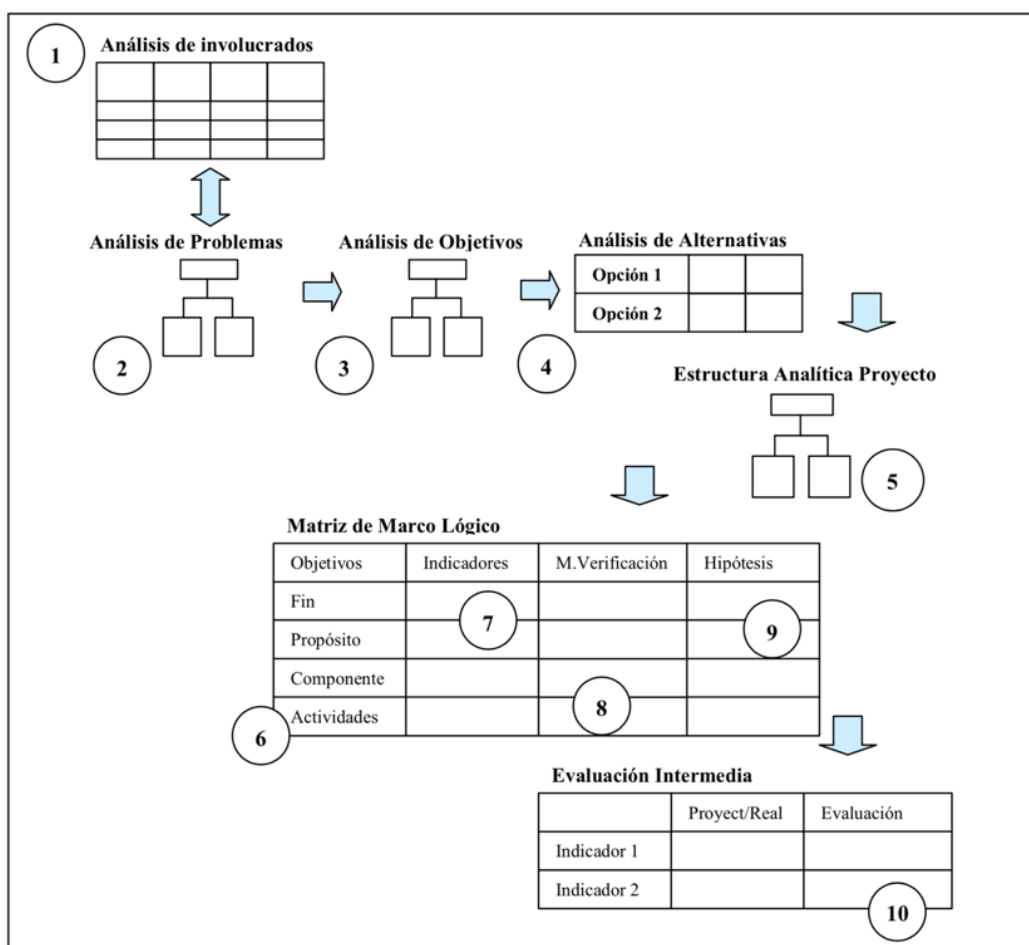 1
Análisis de involucrados
Análisis de Problemas
Análisis de Objetivos
Análisis de Alternativas
Opción 1
Opción 2
2
3
4
Estructura Analítica Proyecto
5
Matriz de Marco Lógico
Objetivos Indicadores M.Verificación Hipótesis
Fin
7
9
Propósito
Componente
8
Actividades
6
Evaluación Intermedia
Proyect/Real Evaluación
Indicador 1
Indicador 2
10